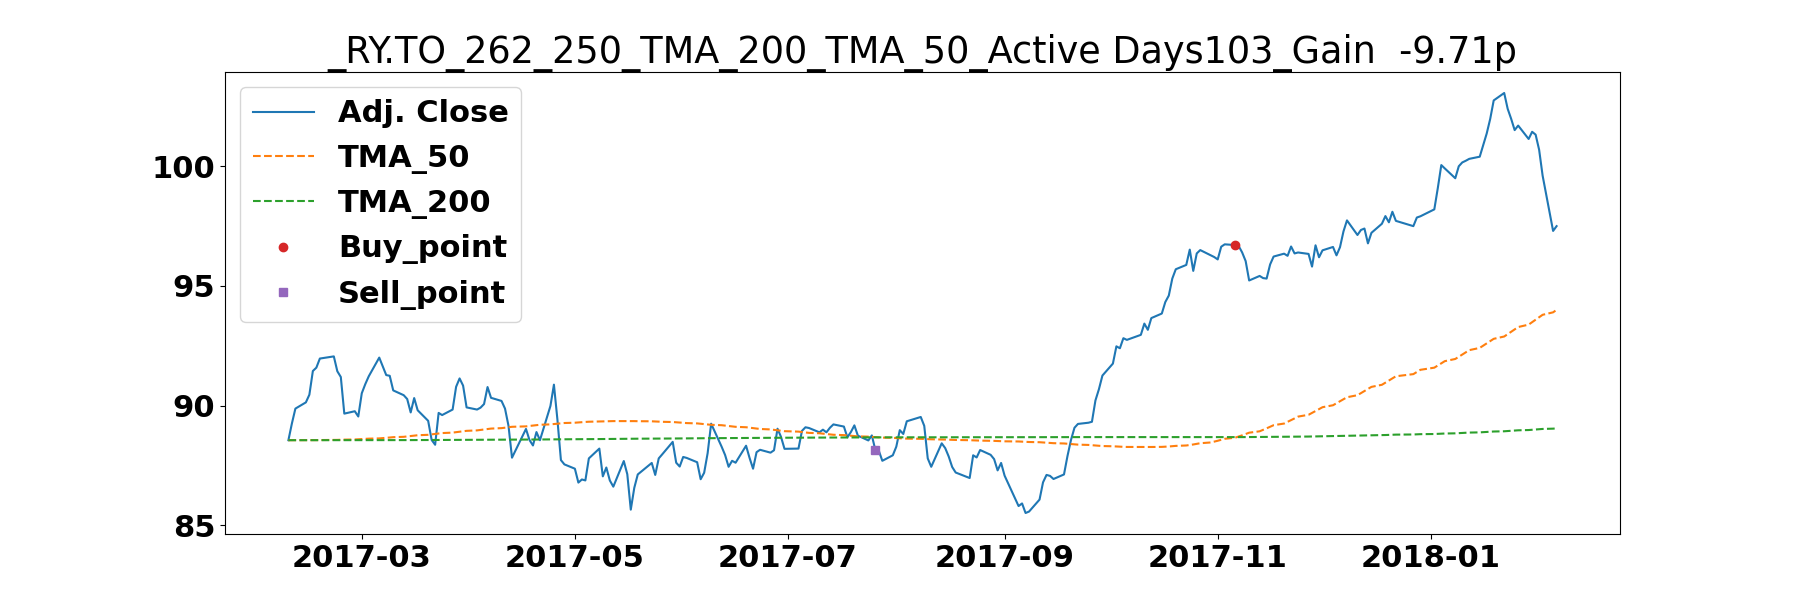 _RY.TO_262_250_TMA_200_TMA_50_Active Days103_Gain  -9.71p
Adj. Close
TMA_50
TMA_200
Buy_point
Sell_point
100
95
90
85
2017-03 2017-05 2017-07 2017-09 2017-11 2018-01